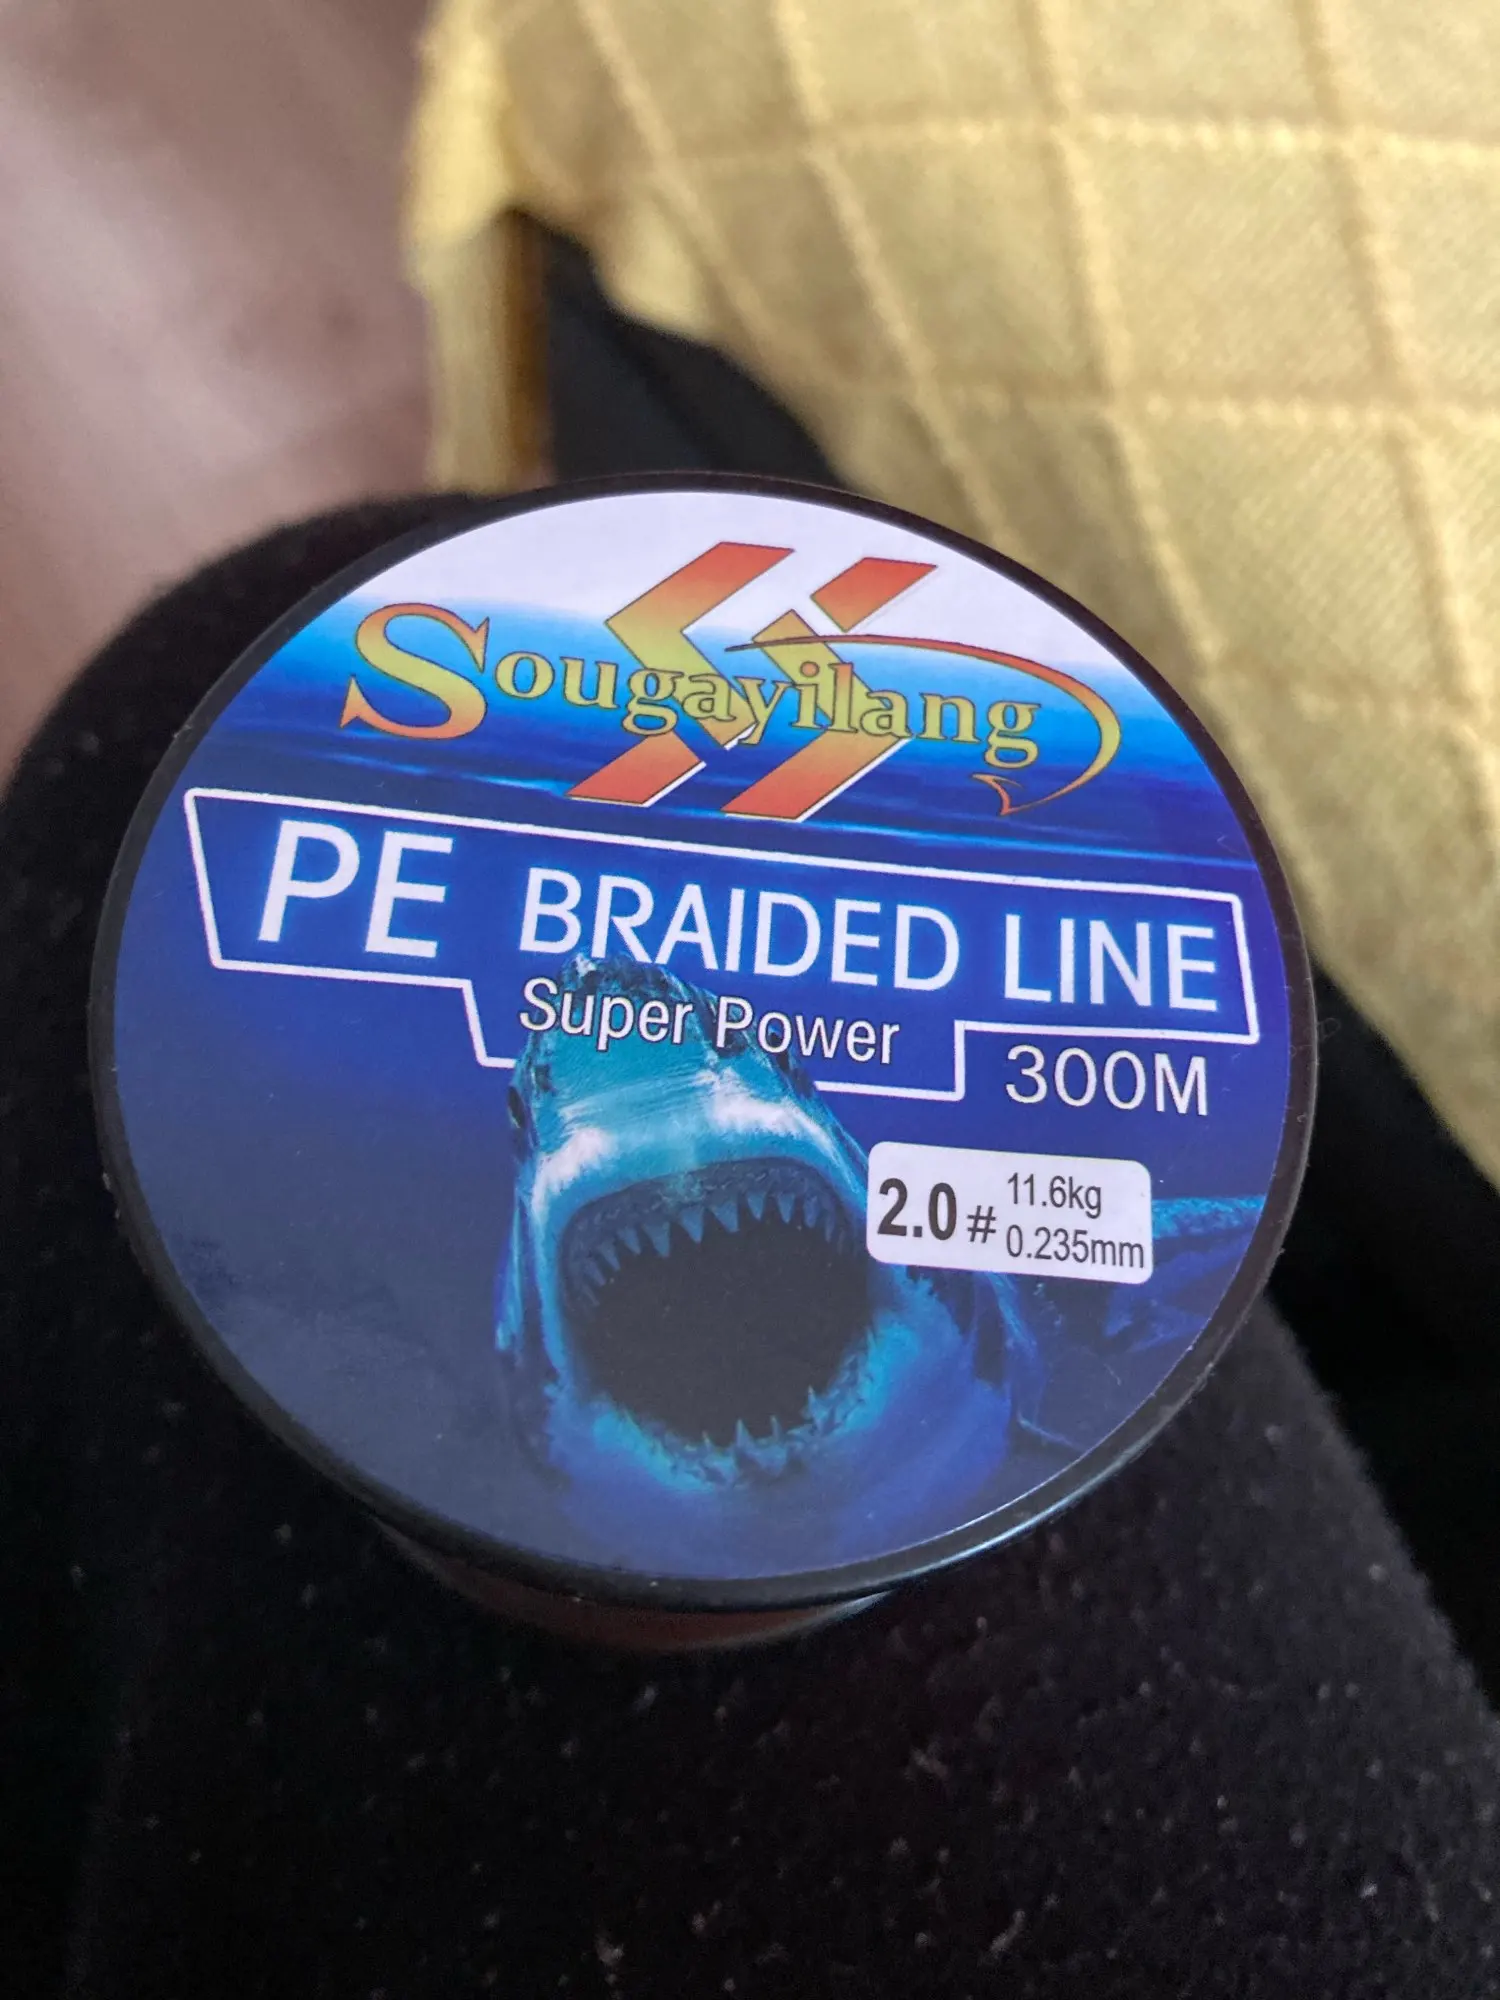 Sougayilang
PE BRAIDED LINE
Super Power
300M
2.0# 11.6kg
0.235mm